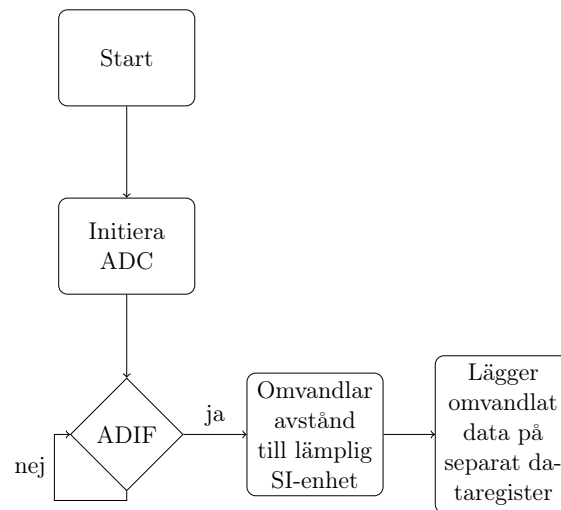 Start
Initiera
ADC
ADIF
ja
nej
Omvandlar
avstånd
till lämplig
SI-enhet
Lägger
omvandlat
data på
separat da-
taregister